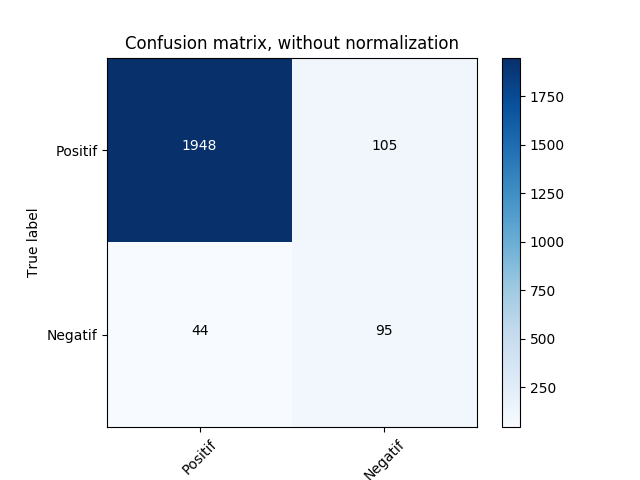 Confusion matrix, without normalization
True label
Positif
1948
105
Negatif
44
95
Positif
Negatif
1750
1500
1250
1000
750
500
250